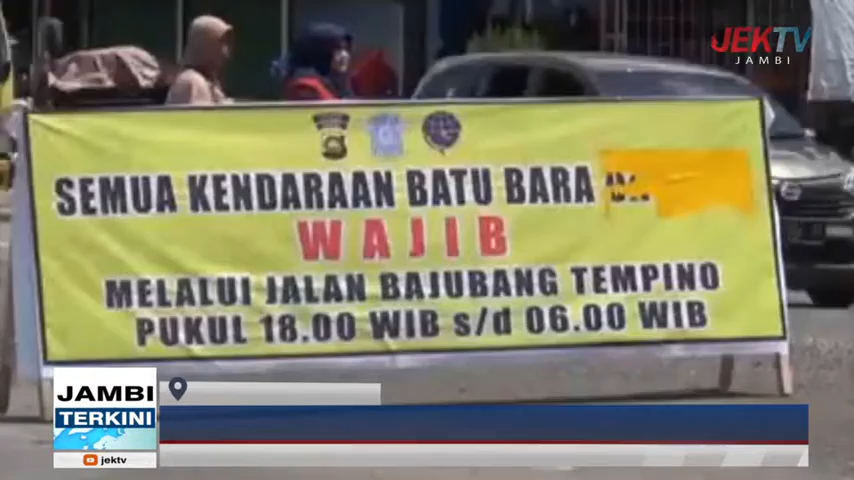 JEKTV
JAMBI
SEMUA KENDARAAN BATU BARA
WAJIB
MELALUI JALAN BAJUBANG TEMPINO
PUKUL 18.00 WIB s/d 06.00 WIB
JAMBI
TERKINI
jektv